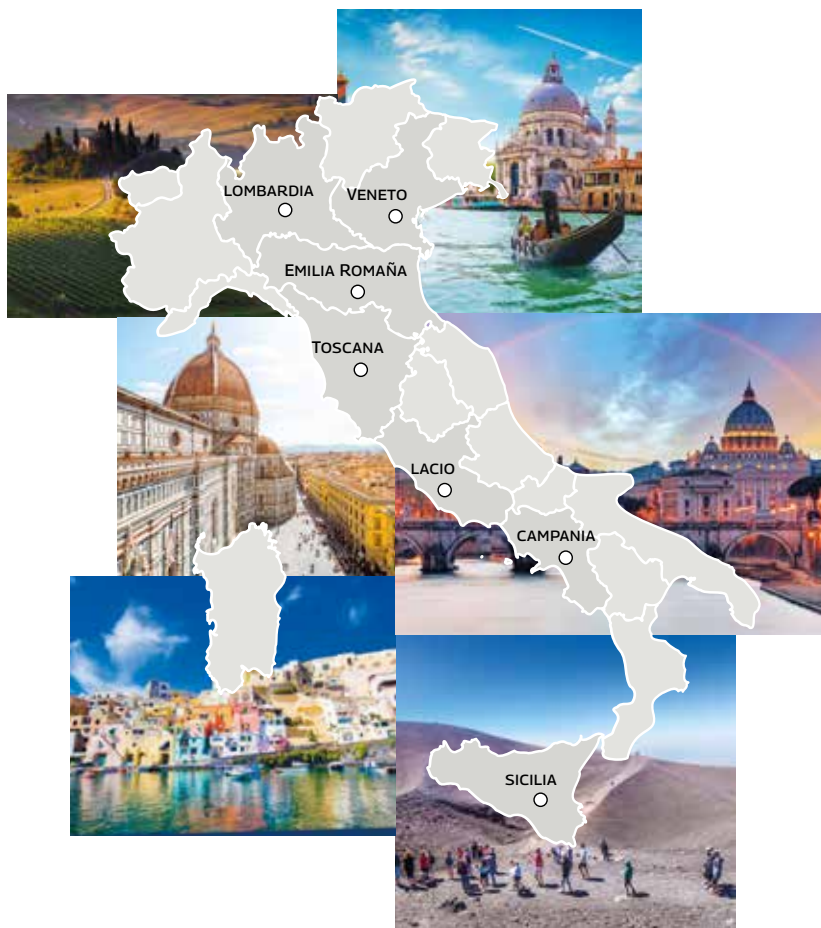 LOMBARDIA
VENETO
EMILIA ROMAÑA
TOSCANA
LACIO
CAMPANIA
SICILIA